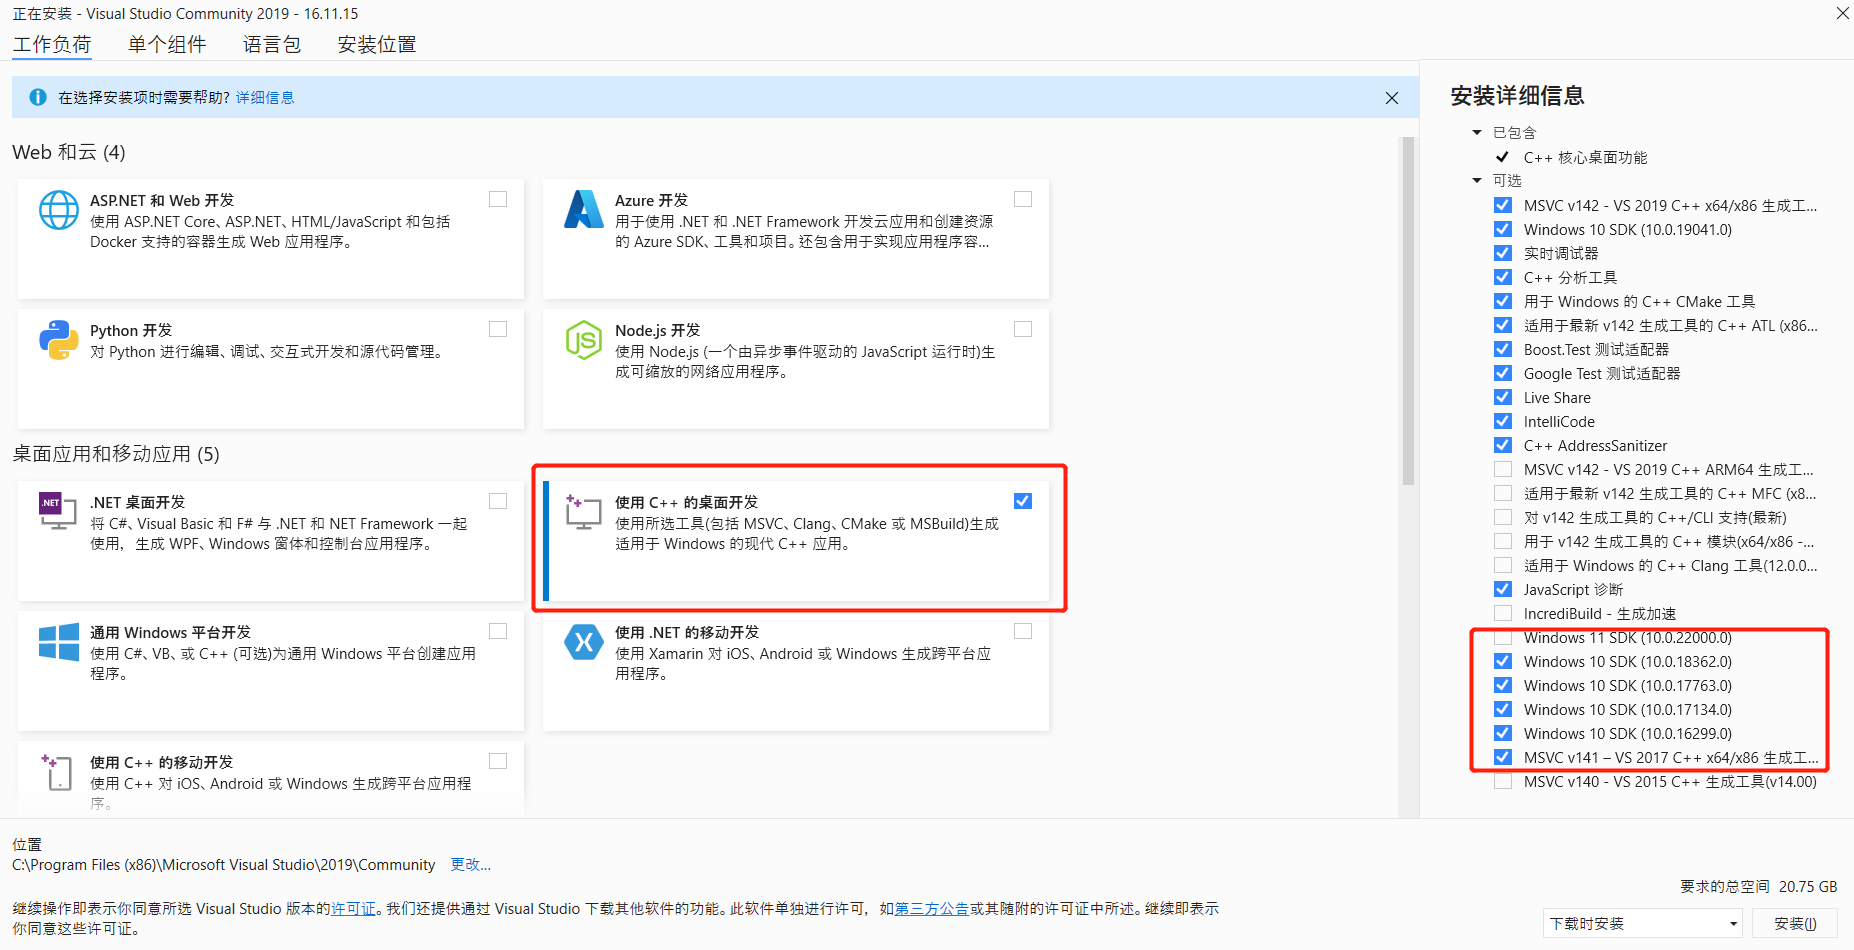 正在安装 - Visual Studio Community 2019 - 16.11.15
工作负荷 单个组件 语言包 安装位置
在选择安装项时需要帮助? 详细信息
Web 和云 (4)
ASP.NET 和 Web 开发
使用 ASP.NET Core、ASP.NET、HTML/JavaScript 和包括
Docker 支持的容器生成 Web 应用程序。
Azure 开发
用于使用 .NET 和 .NET Framework 开发云应用和创建资源
的 Azure SDK、工具和项目。还包含用于实现应用程序容...
Python 开发
对 Python 进行编辑、调试、交互式开发和源代码管理。
Node.js 开发
使用 Node.js (一个由异步事件驱动的 JavaScript 运行时)生
成可缩放的网络应用程序。
桌面应用和移动应用 (5)
.NET
.NET 桌面开发
将 C#、Visual Basic 和 F# 与 .NET 和 NET Framework 一起
使用，生成 WPF、Windows 窗体和控制台应用程序。
使用 C++ 的桌面开发
使用所选工具(包括 MSVC、Clang、CMake 或 MSBuild)生成
适用于 Windows 的现代 C++ 应用。
通用 Windows 平台开发
使用 C#、VB、或 C++ (可选)为通用 Windows 平台创建应用
程序。
使用 .NET 的移动开发
使用 Xamarin 对 iOS、Android 或 Windows 生成跨平台应
用程序。
使用 C++ 的移动开发
使用 C++ 对 iOS、Android 或 Windows 生成跨平台应用程
序。
安装详细信息
已包含
C++ 核心桌面功能
可选
MSVC v142 - VS 2019 C++ x64/x86 生成工...
Windows 10 SDK (10.0.19041.0)
实时调试器
C++ 分析工具
用于 Windows 的 C++ CMake 工具
适用于最新 v142 生成工具的 C++ ATL (x86...
Boost.Test 测试适配器
Google Test 测试适配器
Live Share
IntelliCode
C++ AddressSanitizer
MSVC v142 - VS 2019 C++ ARM64 生成工...
适用于最新 v142 生成工具的 C++ MFC (x8...
对 v142 生成工具的 C++/CLI 支持(最新)
用于 v142 生成工具的 C++ 模块(x64/x86 -...
适用于 Windows 的 C++ Clang 工具(12.0.0...
JavaScript 诊断
IncrediBuild - 生成加速
Windows 11 SDK (10.0.22000.0)
Windows 10 SDK (10.0.18362.0)
Windows 10 SDK (10.0.17763.0)
Windows 10 SDK (10.0.17134.0)
Windows 10 SDK (10.0.16299.0)
MSVC v141 – VS 2017 C++ x64/x86 生成工...
MSVC v140 - VS 2015 C++ 生成工具(v14.00)
位置
C:\Program Files (x86)\Microsoft Visual Studio\2019\Community 更改...
要求的总空间 20.75 GB
继续操作即表示你同意所选 Visual Studio 版本的许可证。我们还提供通过 Visual Studio 下载其他软件的功能。此软件单独进行许可，如第三方公告或其随附的许可证中所述。继续即表示
你同意这些许可证。
下载时安装 安装(I)